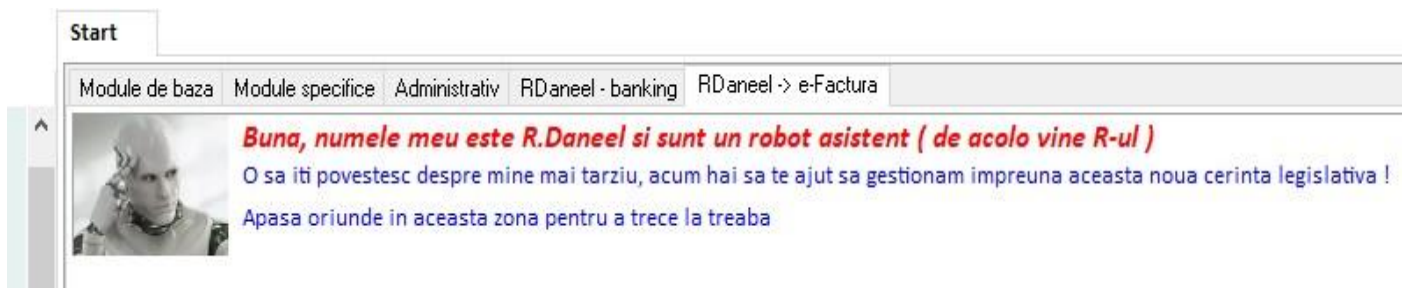 Start
Module de baza Module specifice Administrativ RDaneel - banking RDaneel -> e-Factura
Buna, numele meu este R.Daneel si sunt un robot asistent ( de acolo vine R-ul )
O sa iti povestesc despre mine mai tarziu, acum hai sa te ajut sa gestionam impreuna aceasta noua cerinta legislativa !
Apasa oriunde in aceasta zona pentru a trece la treaba